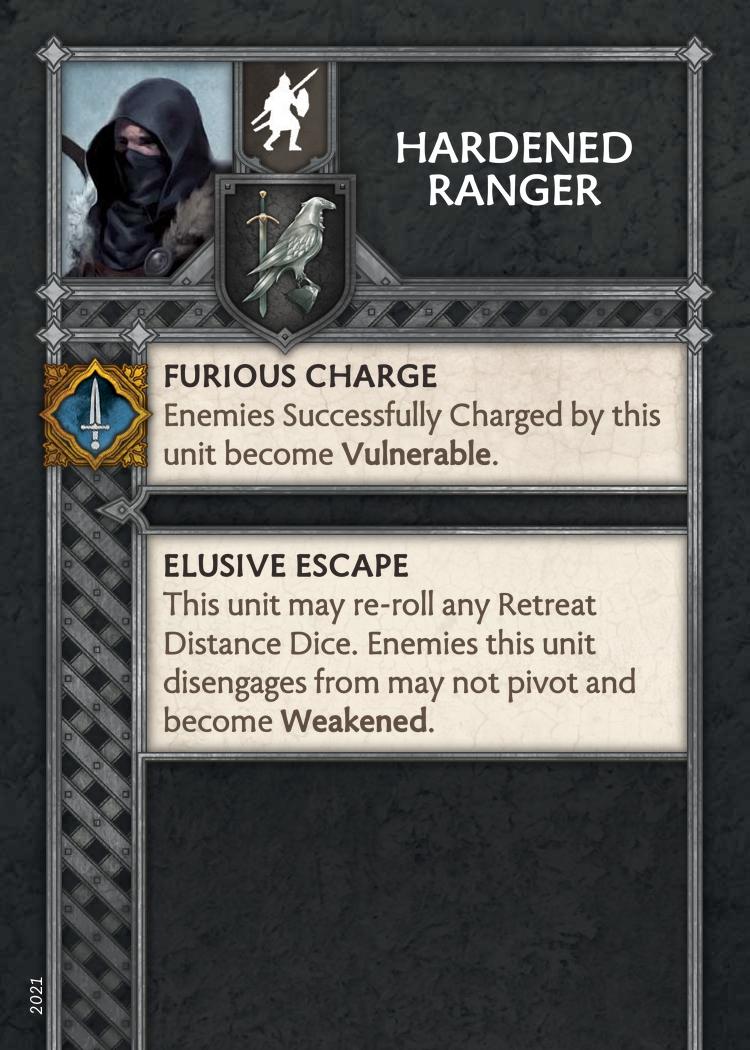 HARDENED
RANGER
FURIOUS CHARGE
Enemies Successfully Charged by this
unit become Vulnerable.
ELUSIVE ESCAPE
This unit may re-roll any Retreat
Distance Dice. Enemies this unit
disengages from may not pivot and
become Weakened.
2021